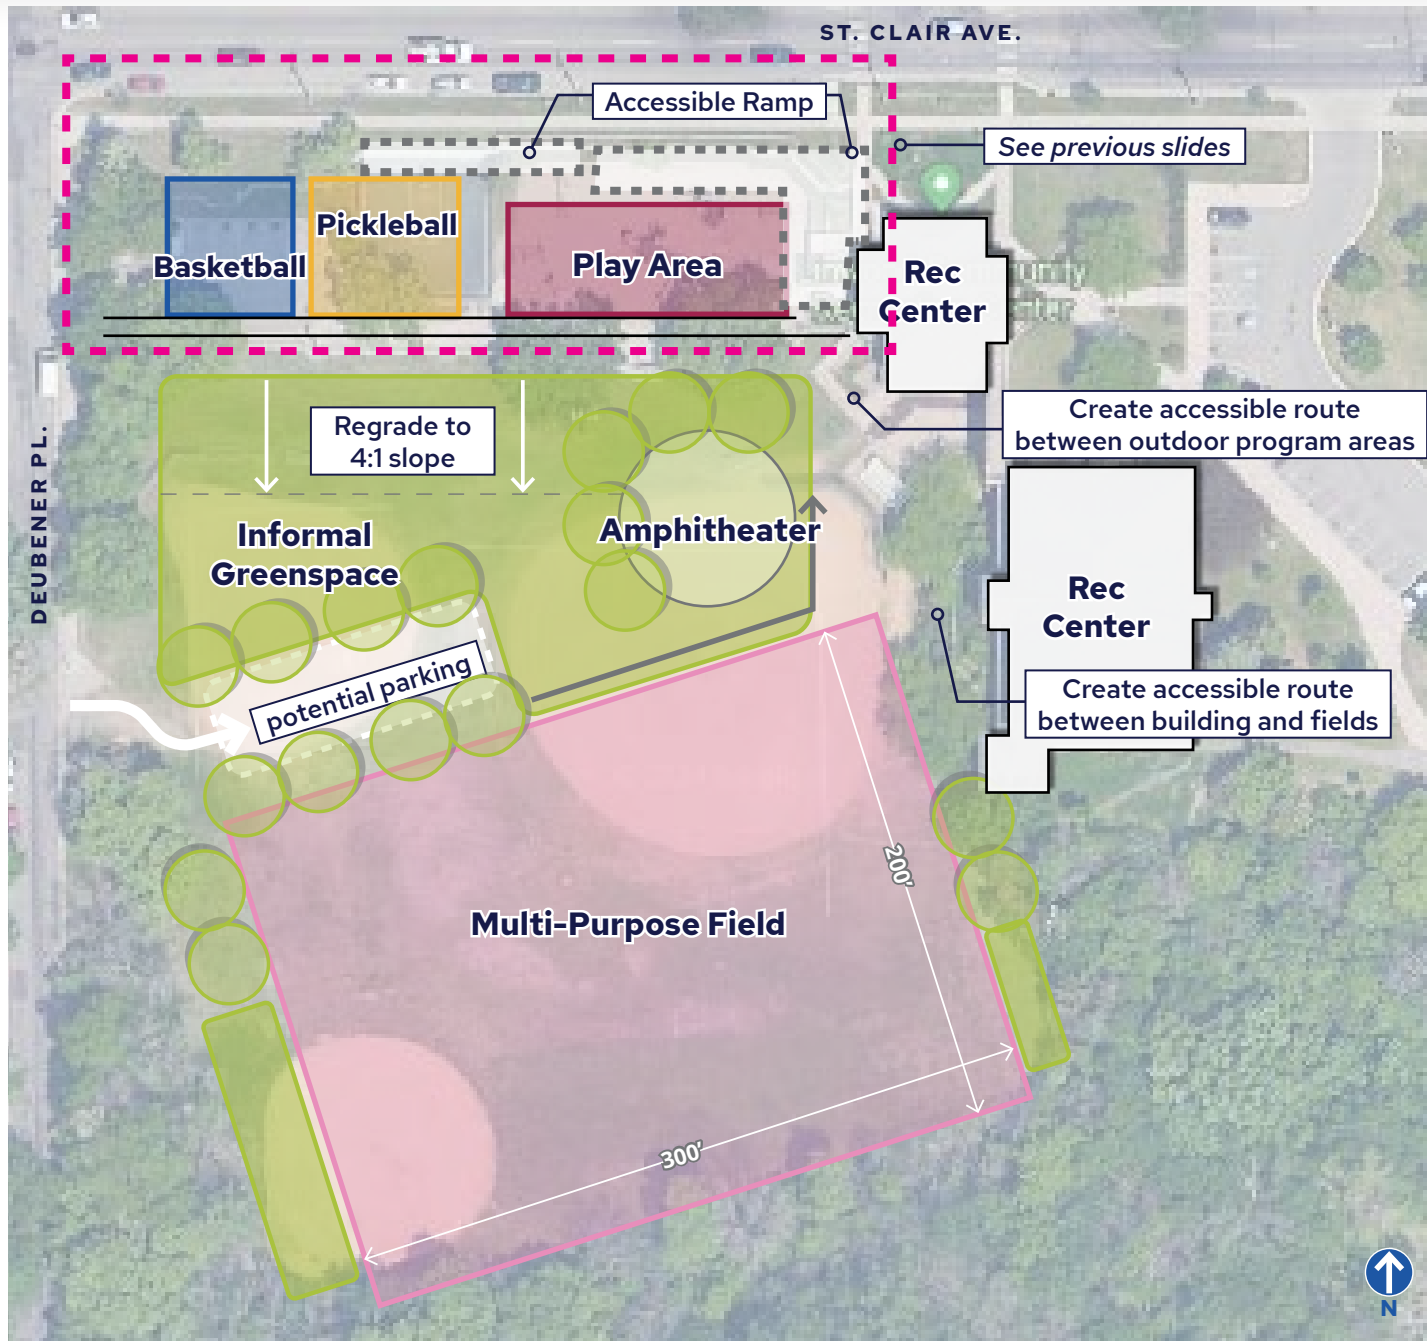 ST. CLAIR AVE.
Accessible Ramp
See previous slides
Pickleball
Basketball
Play Area
Rec
Center
Create accessible route
between outdoor program areas
Regrade to
4:1 slope
DEUBENER PL.
Informal
Greenspace
Amphitheater
Rec
Center
potential parking
Create accessible route
between building and fields
200'
Multi-Purpose Field
300'
N